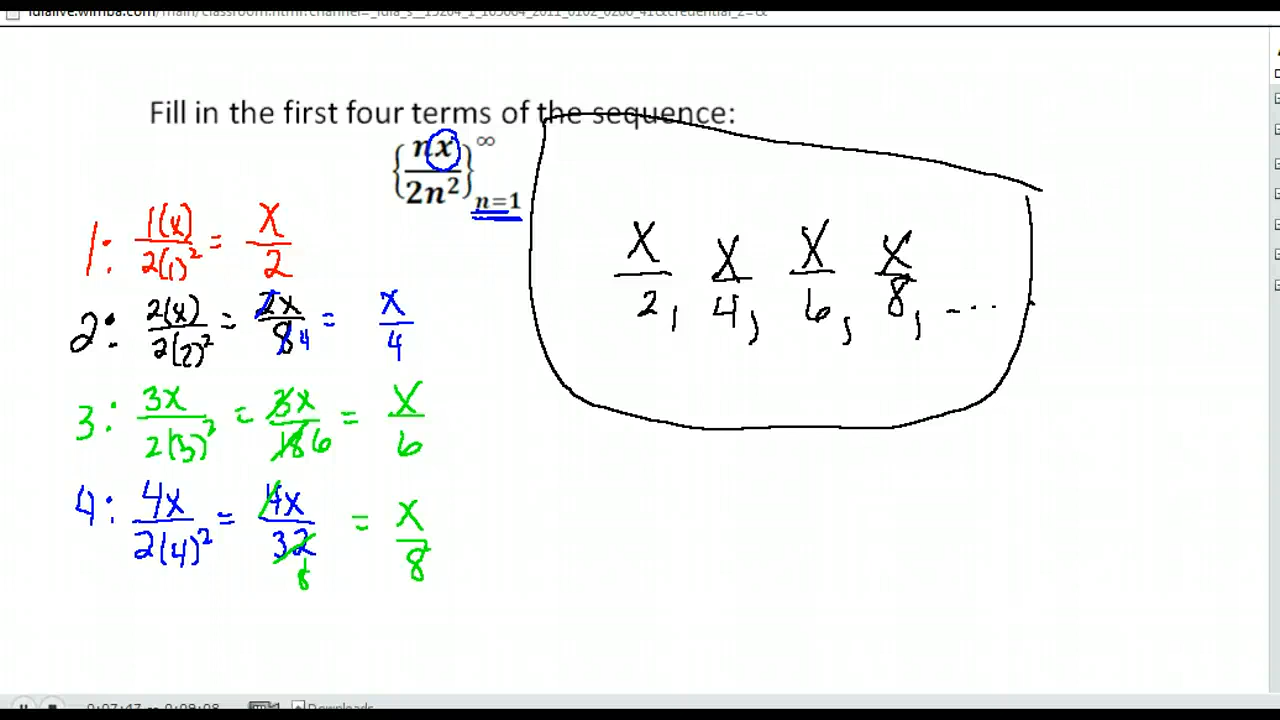 Fill in the first four terms of the sequence:
{nx/2n²}∞ n=1
1: 1(x)/2(1)² = x/2
2: 2(x)/2(2)² = 2x/8 4 = x/4
3: 3x/2(3)² = 3x/18 6 = x/6
4: 4x/2(4)² = 4x/32 8 = x/8
x/2, x/4, x/6, x/8, ...
Downloads